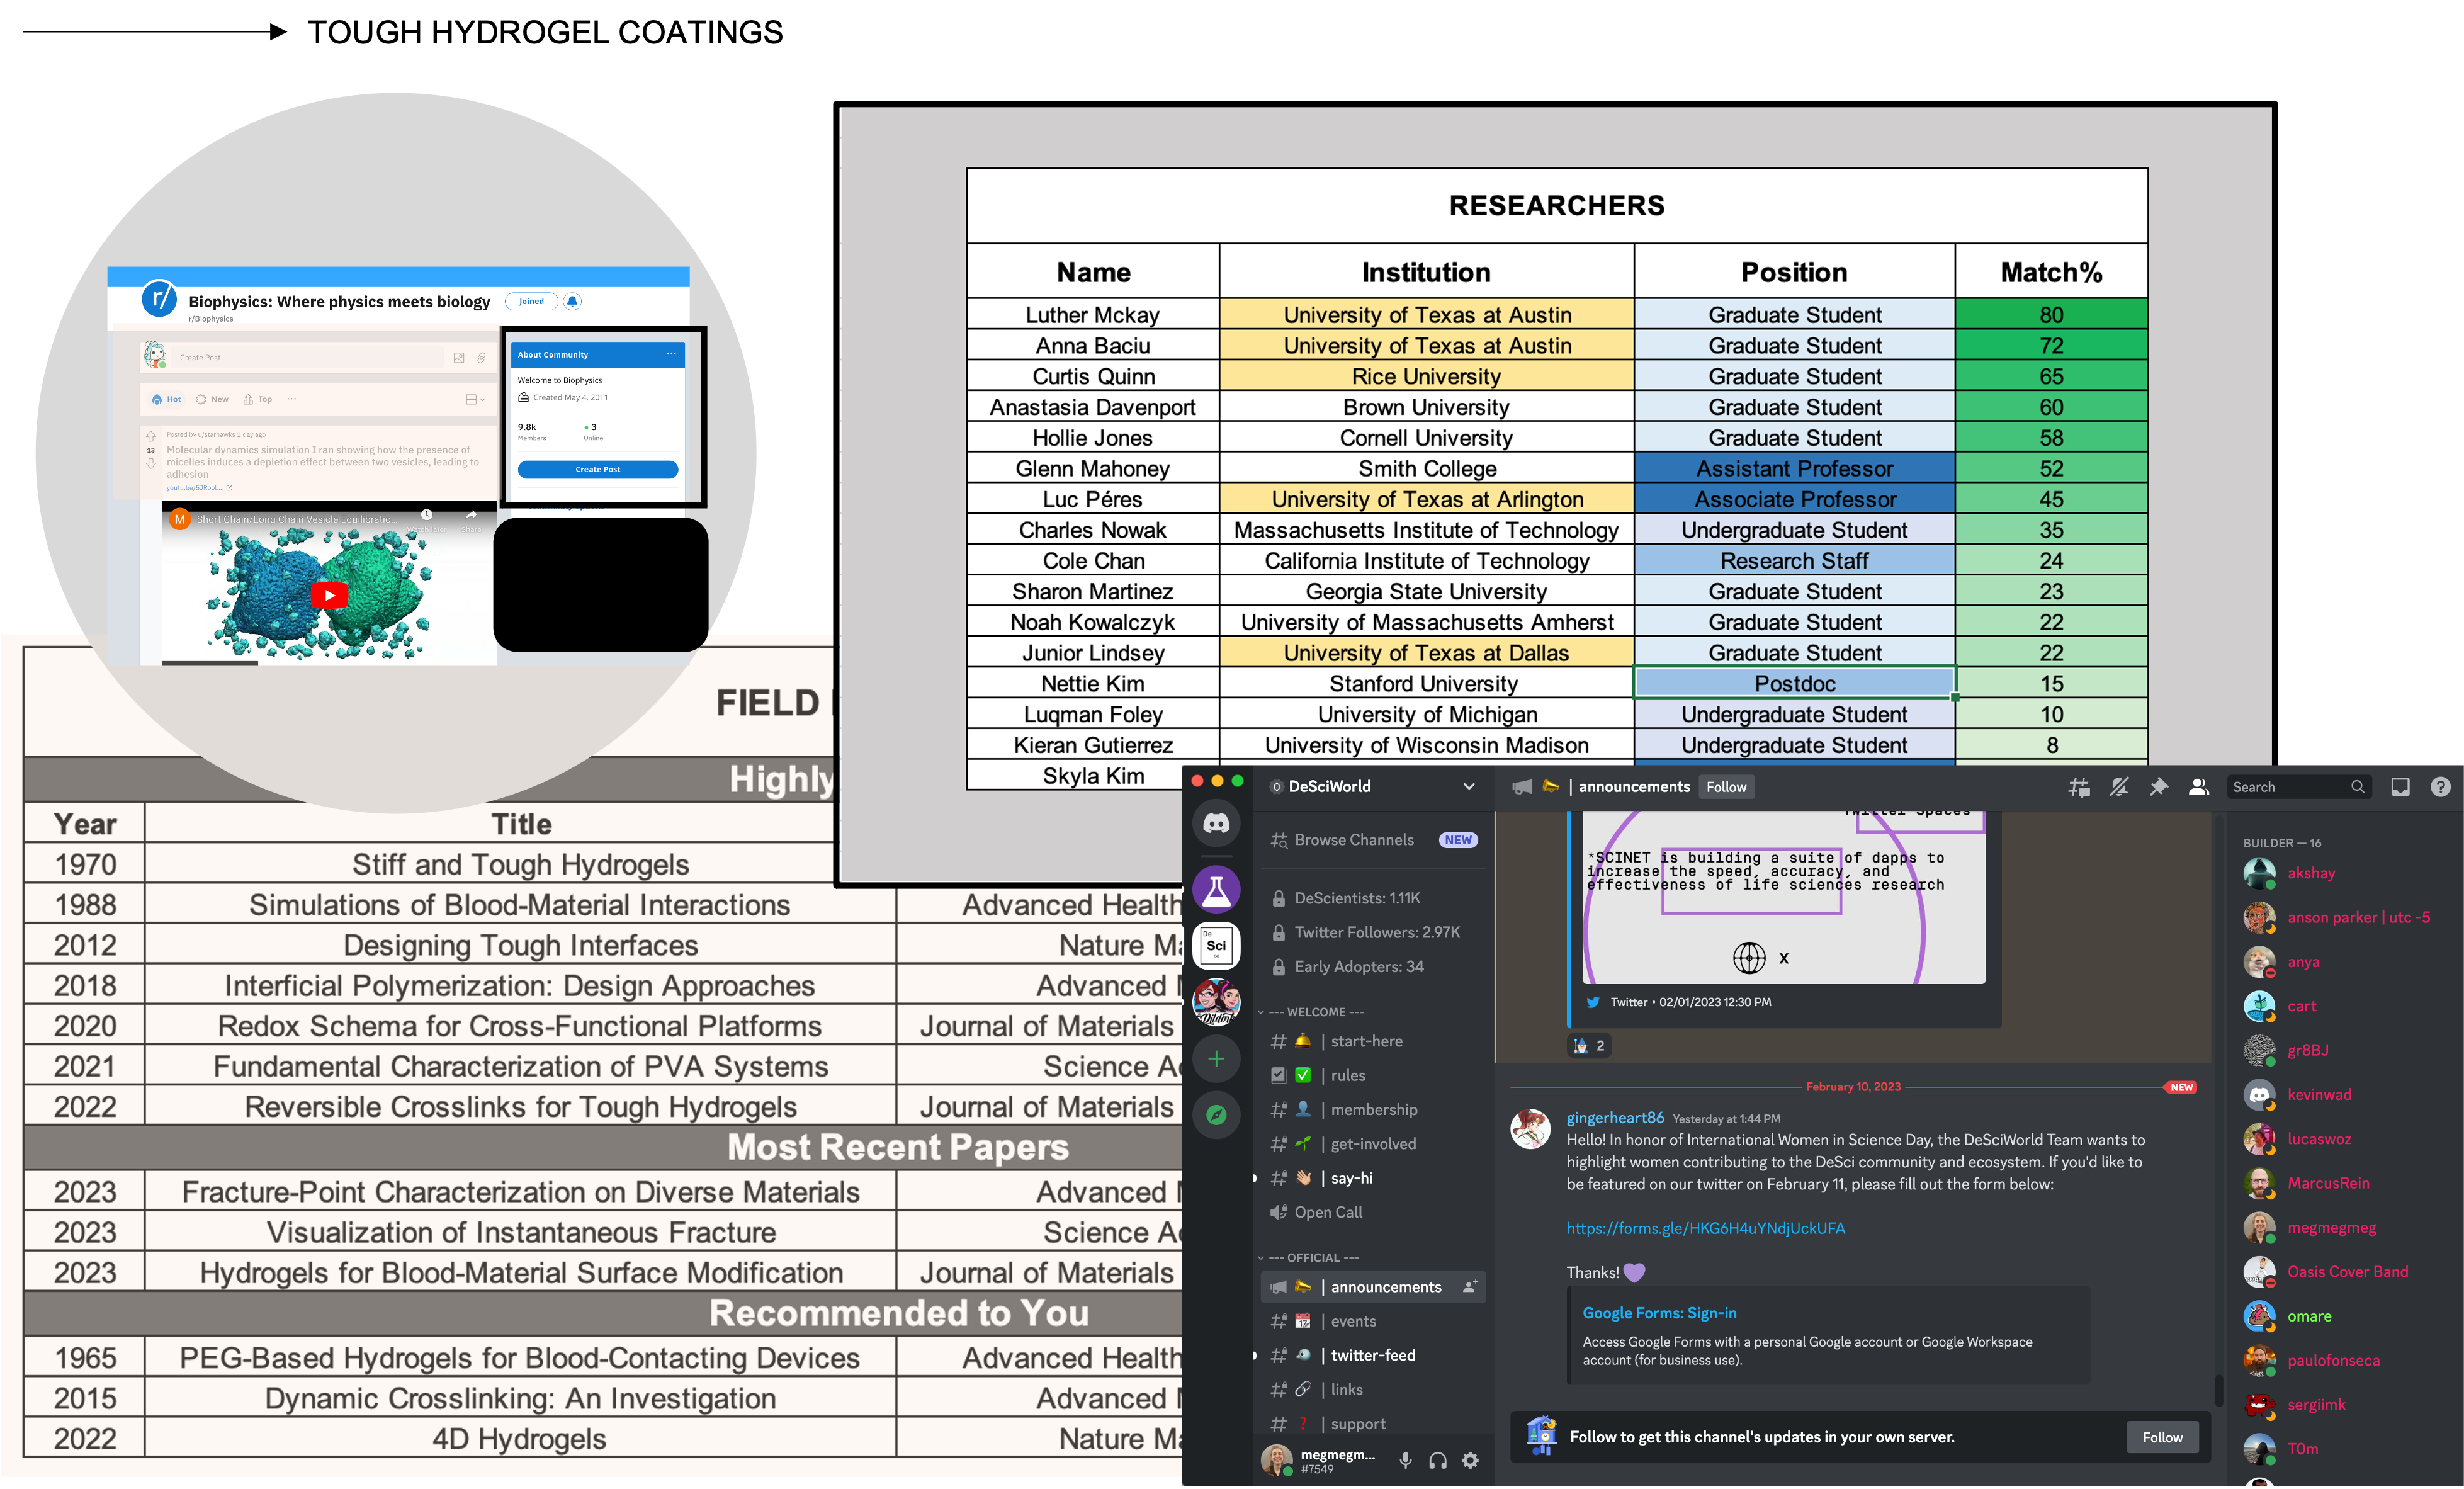 TOUGH HYDROGEL COATINGS
r/
Biophysics: Where physics meets biology
Joined
r/Biophysics
Create Post
Hot New Top ...
Posted by u/starhawks 1 day ago
13
Molecular dynamics simulation I ran showing how the presence of
micelles induces a depletion effect between two vesicles, leading to
adhesion
M Short Chain/Long Chain Vesicle Equilibratio
About Community ...
Welcome to Biophysics
Created May 4, 2011
9.8k 3
Members Online
Create Post
RESEARCHERS
Name Institution Position Match%
Luther Mckay University of Texas at Austin Graduate Student 80
Anna Baciu University of Texas at Austin Graduate Student 72
Curtis Quinn Rice University Graduate Student 65
Anastasia Davenport Brown University Graduate Student 60
Hollie Jones Cornell University Graduate Student 58
Glenn Mahoney Smith College Assistant Professor 52
Luc Péres University of Texas at Arlington Associate Professor 45
Charles Nowak Massachusetts Institute of Technology Undergraduate Student 35
Cole Chan California Institute of Technology Research Staff 24
Sharon Martinez Georgia State University Graduate Student 23
Noah Kowalczyk University of Massachusetts Amherst Graduate Student 22
Junior Lindsey University of Texas at Dallas Graduate Student 22
Nettie Kim Stanford University Postdoc 15
Luqman Foley University of Michigan Undergraduate Student 10
Kieran Gutierrez University of Wisconsin Madison Undergraduate Student 8
Skyla Kim
FIELD
Highly
Year Title
1970 Stiff and Tough Hydrogels
1988 Simulations of Blood-Material Interactions Advanced Health
2012 Designing Tough Interfaces Nature Ma
2018 Interficial Polymerization: Design Approaches Advanced
2020 Redox Schema for Cross-Functional Platforms Journal of Materials
2021 Fundamental Characterization of PVA Systems Science A
2022 Reversible Crosslinks for Tough Hydrogels Journal of Materials
Most Recent Papers
2023 Fracture-Point Characterization on Diverse Materials Advanced
2023 Visualization of Instantaneous Fracture Science A
2023 Hydrogels for Blood-Material Surface Modification Journal of Materials
Recommended to You
1965 PEG-Based Hydrogels for Blood-Contacting Devices Advanced Health
2015 Dynamic Crosslinking: An Investigation Advanced
2022 4D Hydrogels Nature Ma
De
Sci
DeSciWorld
Browse Channels NEW
DeScientists: 1.11K
Twitter Followers: 2.97K
Early Adopters: 34
--- WELCOME ---
| start-here
| rules
| membership
| get-involved
| say-hi
Open Call
--- OFFICIAL ---
| announcements
| events
| twitter-feed
| links
| support
megmegm...
#7549
| announcements Follow
Search
Twitter Spaces
*SCINET is building a suite of dapps to
increase the speed, accuracy, and
effectiveness of life sciences research
X
Twitter • 02/01/2023 12:30 PM
2
February 10, 2023 NEW
gingerheart86 Yesterday at 1:44 PM
Hello! In honor of International Women in Science Day, the DeSciWorld Team wants to
highlight women contributing to the DeSci community and ecosystem. If you'd like to
be featured on our twitter on February 11, please fill out the form below:
https://forms.gle/HKG6H4uYNdjUckUFA
Thanks!
Google Forms: Sign-in
Access Google Forms with a personal Google account or Google Workspace
account (for business use).
Follow to get this channel's updates in your own server.
Follow
BUILDER — 16
akshay
anson parker | utc -5
anya
cart
gr8BJ
kevinwad
lucaswoz
MarcusRein
megmegmeg
Oasis Cover Band
omare
paulofonseca
sergiimk
T0m